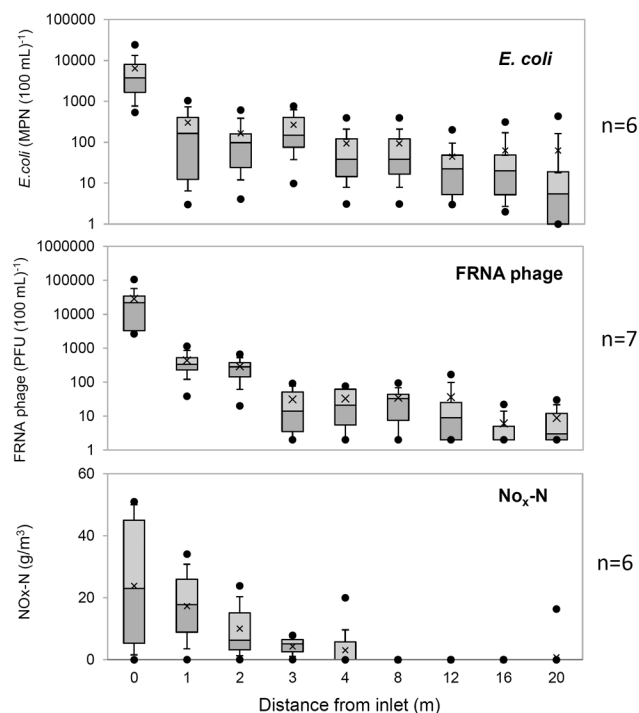 100000
10000
1000
100
10
1
E.coli (MPN (100 mL)-1
E. coli
n=6
1000000
100000
10000
1000
100
10
1
FRNA phage (PFU (100 mL)-1
FRNA phage
n=7
60
40
20
0
NOx-N (g/m3)
Nox-N
n=6
0 1 2 3 4 8 12 16 20
Distance from inlet (m)